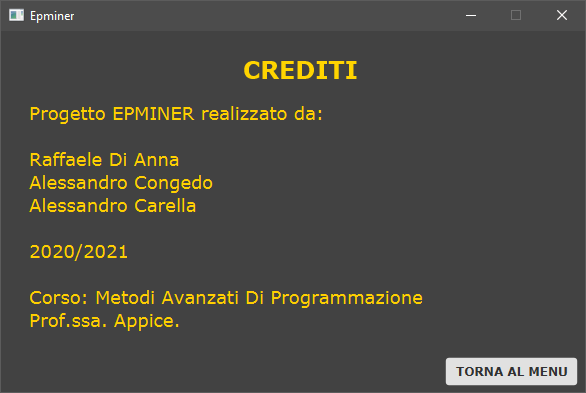 Epminer
CREDITI
Progetto EPMINER realizzato da:
Raffaele Di Anna
Alessandro Congedo
Alessandro Carella
2020/2021
Corso: Metodi Avanzati Di Programmazione
Prof.ssa. Appice.
TORNA AL MENU